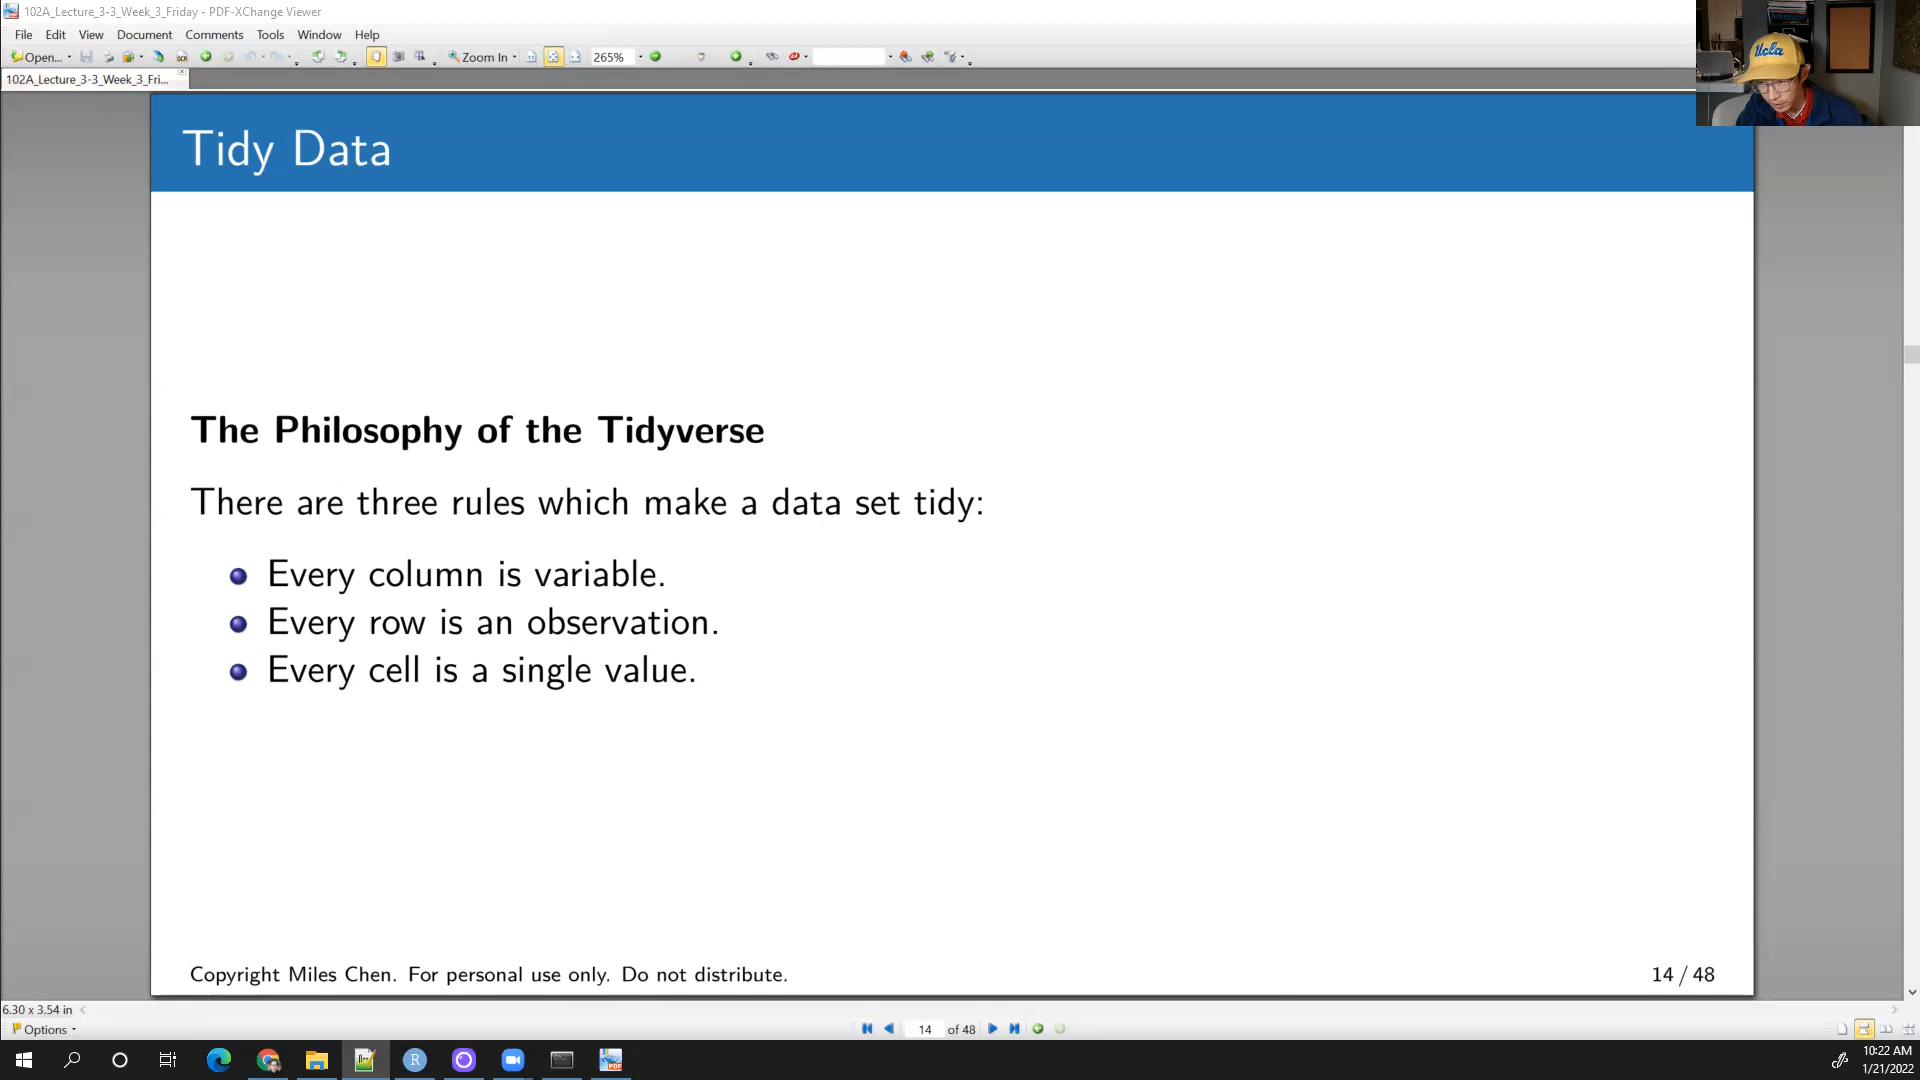 102A_Lecture_3-3_Week_3_Friday - PDF-XChange Viewer
File Edit View Document Comments Tools Window Help
Open... Zoom In 265%
102A_Lecture_3-3_Week_3_Fri...
Ucla
Tidy Data
The Philosophy of the Tidyverse
There are three rules which make a data set tidy:
Every column is variable.
Every row is an observation.
Every cell is a single value.
Copyright Miles Chen. For personal use only. Do not distribute.
14 / 48
6.30 x 3.54 in
Options
14 of 48
10:22 AM
1/21/2022